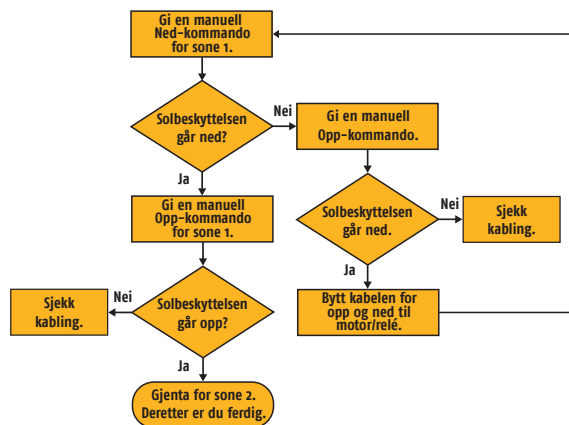 Gi en manuell
Ned-kommando
for sone 1.
Solbeskyttelsen
går ned?
Nei
Gi en manuell
Opp-kommando.
Ja
Gi en manuell
Opp-kommando
for sone 1.
Solbeskyttelsen
går ned.
Nei
Sjekk
kabling.
Ja
Bytt kabelen for
opp og ned til
motor/relé.
Solbeskyttelsen
går opp?
Nei
Sjekk
kabling.
Ja
Gjenta for sone 2.
Deretter er du ferdig.